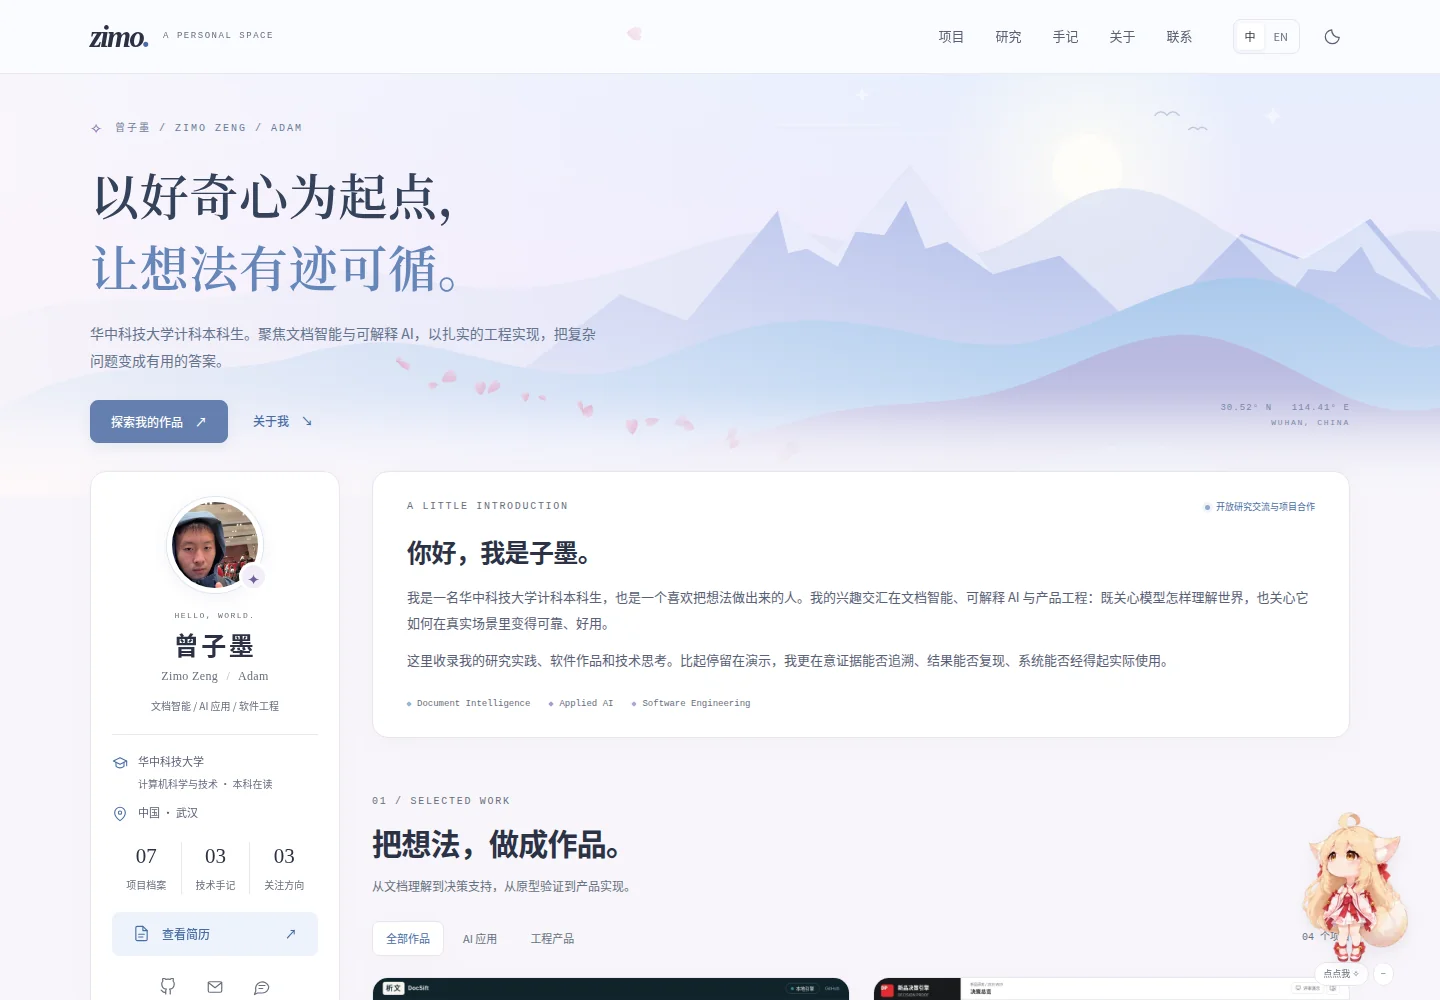 zimo.
A PERSONAL SPACE
项目 研究 手记 关于 联系
中 EN
曾子墨 / ZIMO ZENG / ADAM
以好奇心为起点,
让想法有迹可循。
华中科技大学计科本科生。聚焦文档智能与可解释 AI，以扎实的工程实现，把复杂
问题变成有用的答案。
探索我的作品 ↗
关于我 ↘
30.52° N 114.41° E
WUHAN, CHINA
HELLO, WORLD.
曾子墨
Zimo Zeng / Adam
文档智能 / AI 应用 / 软件工程
华中科技大学
计算机科学与技术 · 本科在读
中国 · 武汉
07 03 03
项目档案 技术手记 关注方向
查看简历 ↗
A LITTLE INTRODUCTION
开放研究交流与项目合作
你好，我是子墨。
我是一名华中科技大学计科本科生，也是一个喜欢把想法做出来的人。我的兴趣交汇在文档智能、可解释 AI 与产品工程：既关心模型怎样理解世界，也关心它
如何在真实场景里变得可靠、好用。
这里收录我的研究实践、软件作品和技术思考。比起停留在演示，我更在意证据能否追溯、结果能否复现、系统能否经得起实际使用。
Document Intelligence
Applied AI
Software Engineering
01 / SELECTED WORK
把想法，做成作品。
从文档理解到决策支持，从原型验证到产品实现。
全部作品 AI 应用 工程产品
04 个
点点我
析文 DocSift
本地引擎
GitHub
新品决策引擎
决策总览